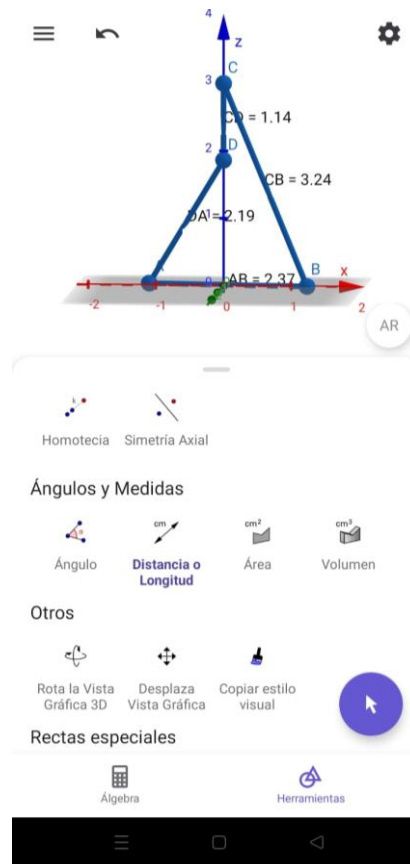 4
z
3
C
CD = 1.14
2
D
CB = 3.24
DA = 2.19
1
A
0
AB = 2.37
B
x
-2
-1
0
1
2
AR
Homotecia
Simetría Axial
Ángulos y Medidas
cm
cm²
cm³
Ángulo
Distancia o
Longitud
Área
Volumen
Otros
Rota la Vista
Gráfica 3D
Desplaza
Vista Gráfica
Copiar estilo
visual
Rectas especiales
Álgebra
Herramientas